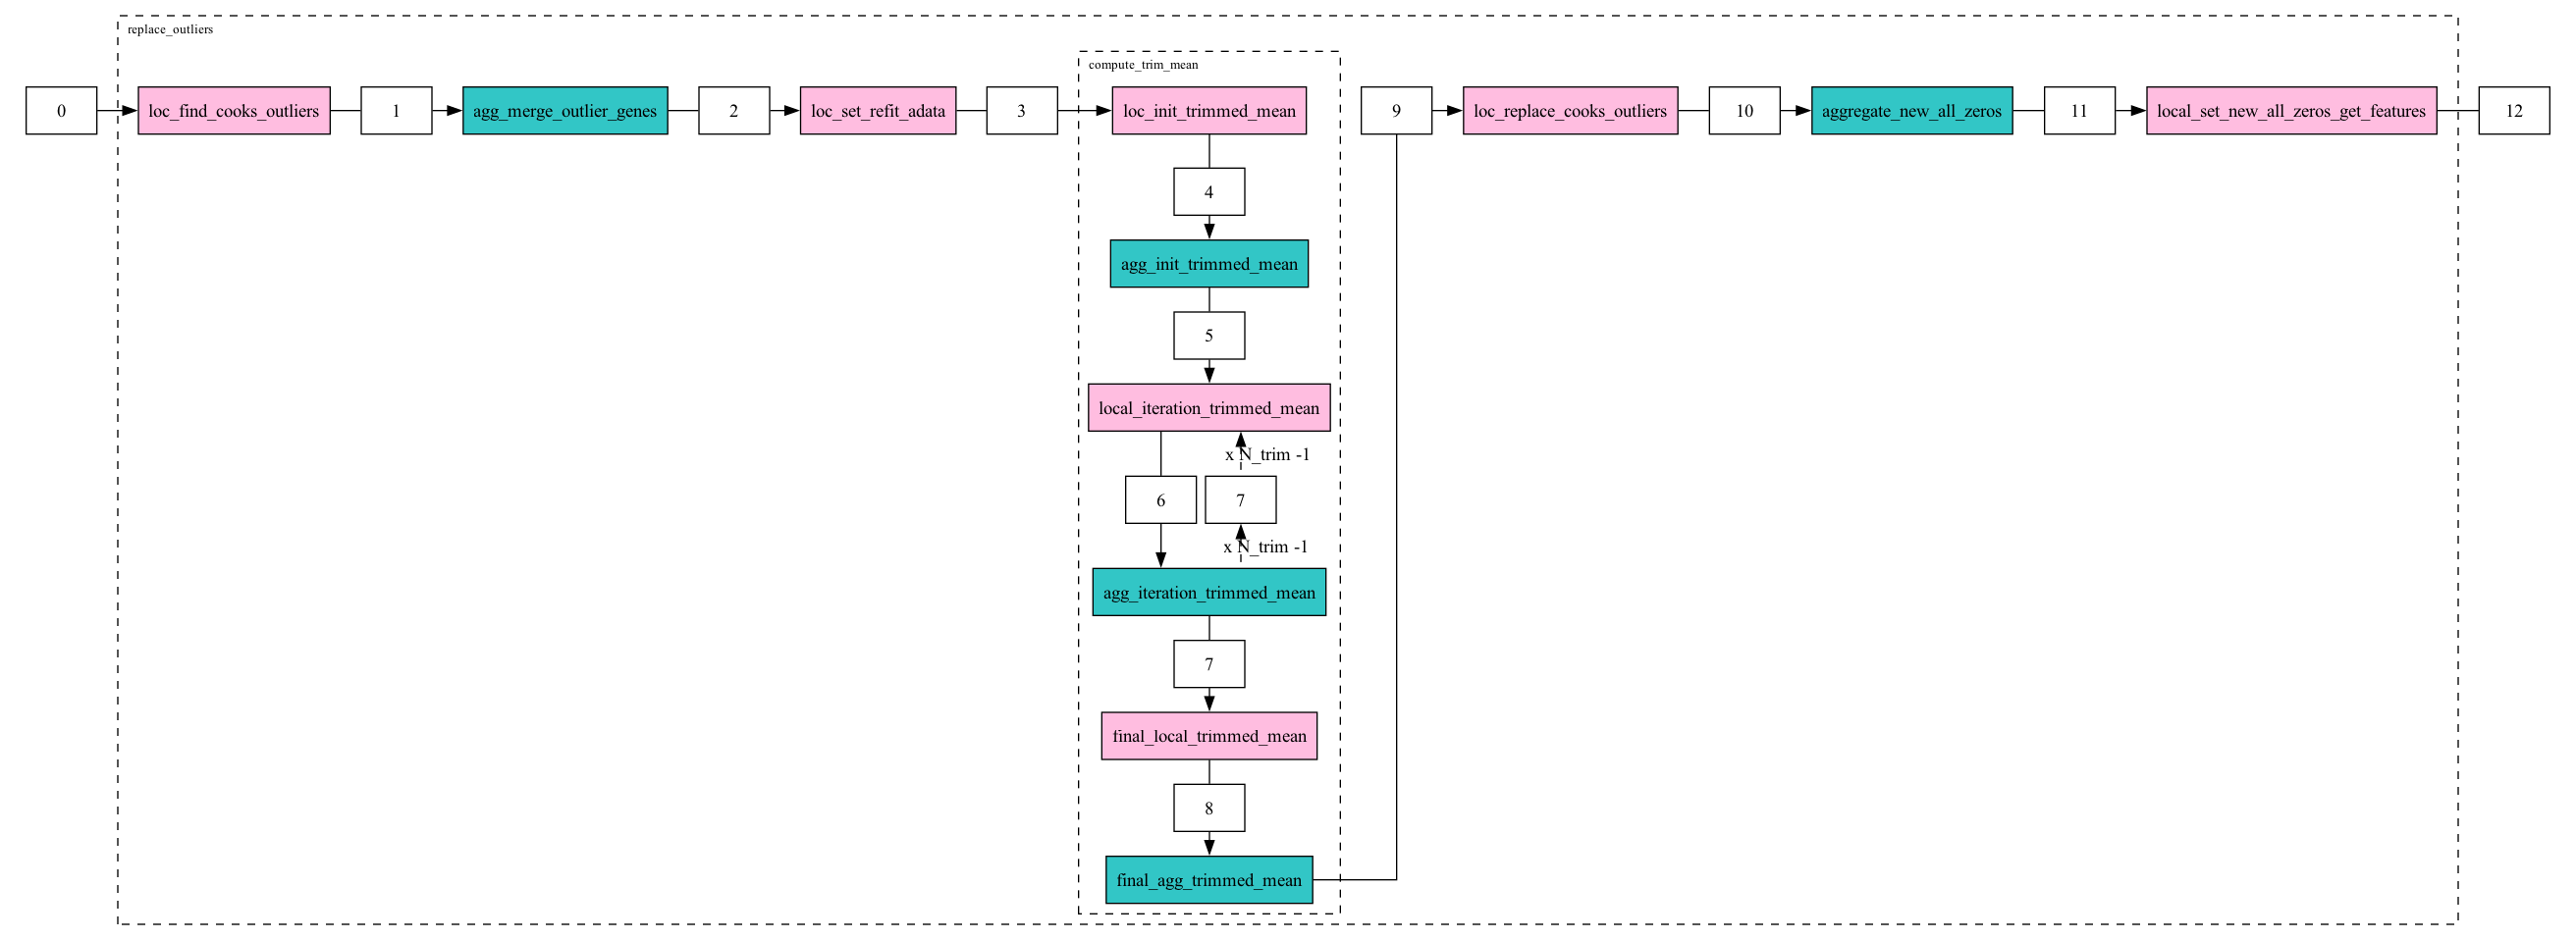 replace_outliers
compute_trim_mean
0
loc_find_cooks_outliers
1
agg_merge_outlier_genes
2
loc_set_refit_adata
3
loc_init_trimmed_mean
4
agg_init_trimmed_mean
5
local_iteration_trimmed_mean
x N_trim -1
6
7
x N_trim -1
agg_iteration_trimmed_mean
7
final_local_trimmed_mean
8
final_agg_trimmed_mean
9
loc_replace_cooks_outliers
10
aggregate_new_all_zeros
11
local_set_new_all_zeros_get_features
12